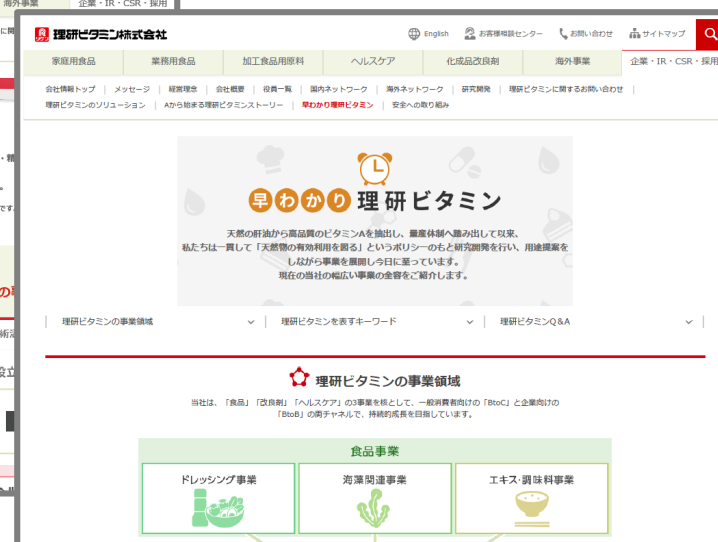 海外事業 企業・IR・CSR・採用
理研ビタミン株式会社
English お客様相談センター お問い合わせ サイトマップ
家庭用食品 業務用食品 加工食品用原料 ヘルスケア 化成品改良剤 海外事業 企業・IR・CSR・採用
会社情報トップ | メッセージ | 経営理念 | 会社概要 | 役員一覧 | 国内ネットワーク | 海外ネットワーク | 研究開発 | 理研ビタミンに関するお問い合わせ |
理研ビタミンのソリューション | Aから始まる理研ビタミンストーリー | 早わかり理研ビタミン | 安全への取り組み
早わかり理研ビタミン
天然の肝油から高品質のビタミンAを抽出し、量産体制へ踏み出して以来、
私たちは一貫して「天然物の有効利用を図る」というポリシーのもと研究開発を行い、用途提案を
しながら事業を展開し今日に至っています。
現在の当社の幅広い事業の全容をご紹介します。
理研ビタミンの事業領域 理研ビタミンを表すキーワード 理研ビタミンQ&A
理研ビタミンの事業領域
当社は、「食品」「改良剤」「ヘルスケア」の3事業を核として、一般消費者向けの「BtoC」と企業向けの
「BtoB」の両チャネルで、持続的成長を目指しています。
食品事業
ドレッシング事業 海藻関連事業 エキス・調味料事業